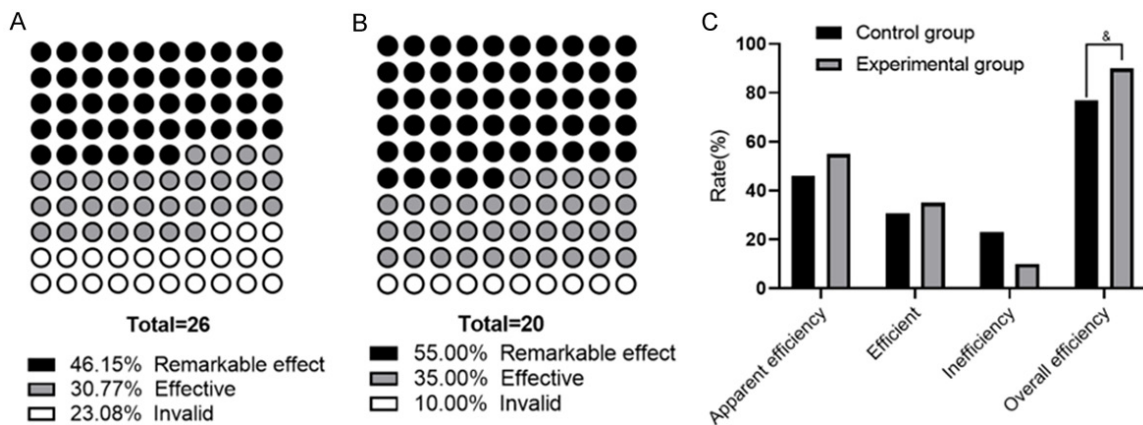 A
Total=26
46.15% Remarkable effect
30.77% Effective
23.08% Invalid
B
Total=20
55.00% Remarkable effect
35.00% Effective
10.00% Invalid
C
Control group
Experimental group
&
Rate(%)
100
80
60
40
20
0
Apparent efficiency
Efficient
Inefficiency
Overall efficiency